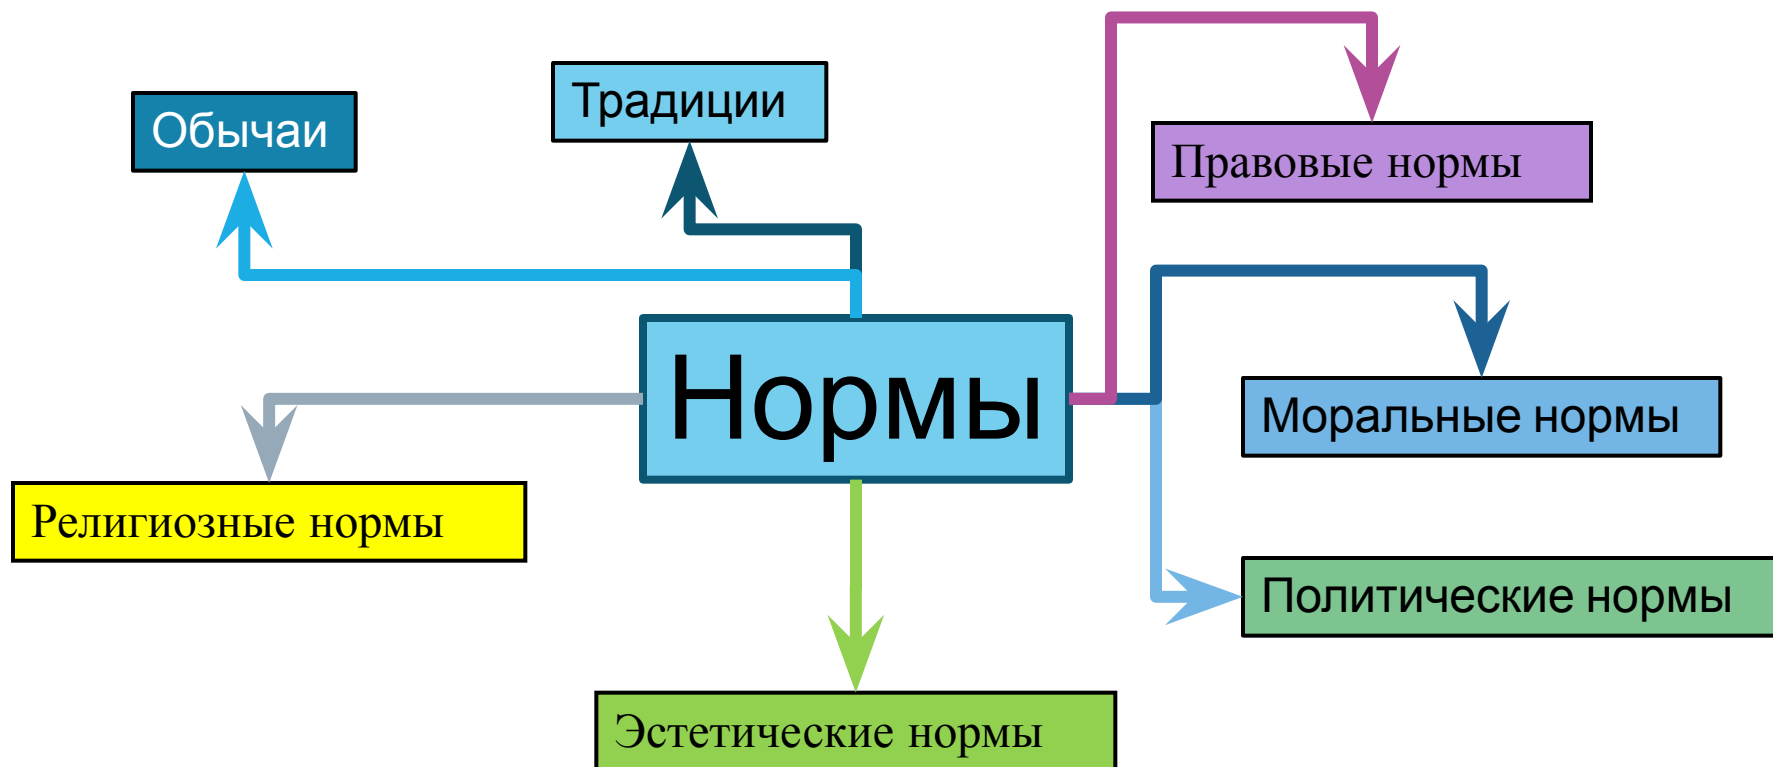 Традиции
Обычаи
Правовые нормы
Нормы
Моральные нормы
Религиозные нормы
Политические нормы
Эстетические нормы